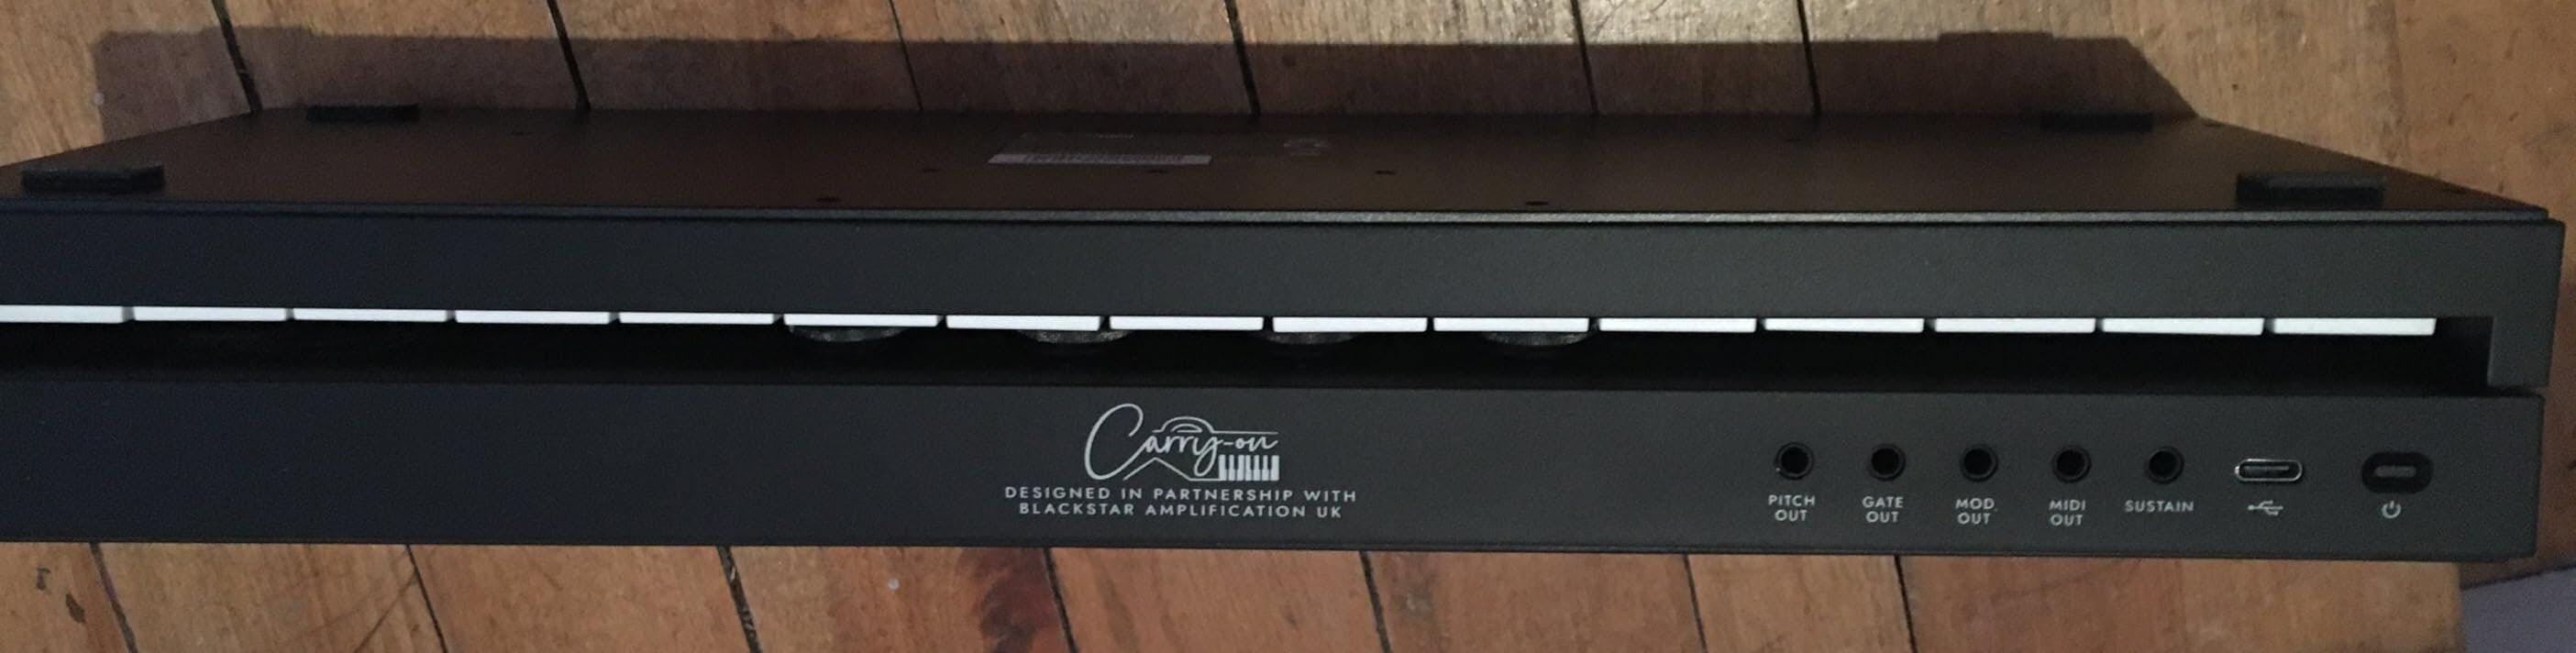 Carry-on
DESIGNED IN PARTNERSHIP WITH
BLACKSTAR AMPLIFICATION UK
PITCH
OUT
GATE
OUT
MOD
OUT
MIDI
OUT
SUSTAIN